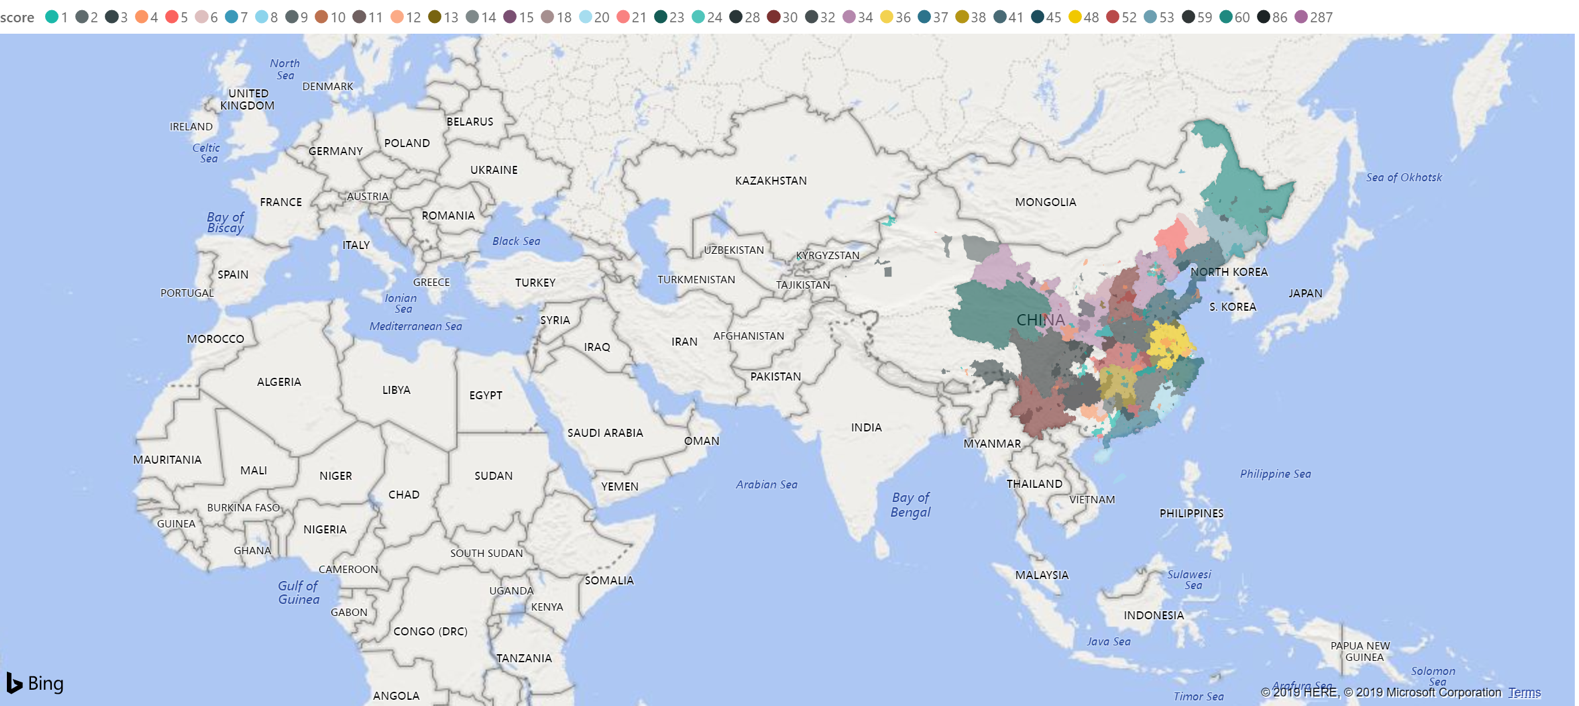 score 1 2 3 4 5 6 7 8 9 10 11 12 13 14 15 18 20 21 23 24 28 30 32 34 36 37 38 41 45 48 52 53 59 60 86 287
North
Sea
DENMARK
UNITED
KINGDOM
IRELAND
Celtic
Sea
BELARUS
POLAND
GERMANY
UKRAINE
KAZAKHSTAN
Sea of Okhotsk
FRANCE
AUSTRIA
MONGOLIA
Bay of
Biscay
ROMANIA
ITALY
Black Sea
UZBEKISTAN
KYRGYZSTAN
SPAIN
PORTUGAL
GREECE
TURKEY
TURKMENISTAN
TAJIKISTAN
NORTH KOREA
JAPAN
S. KOREA
Ionian
Sea
Mediterranean Sea
SYRIA
CHINA
MOROCCO
IRAQ
IRAN
AFGHANISTAN
ALGERIA
LIBYA
EGYPT
PAKISTAN
SAUDI ARABIA
OMAN
INDIA
MYANMAR
MAURITANIA
MALI
NIGER
CHAD
SUDAN
YEMEN
Arabian Sea
Bay of
Bengal
THAILAND
VIETNAM
Philippine Sea
PHILIPPINES
BURKINA FASO
GUINEA
NIGERIA
GHANA
SOUTH SUDAN
CAMEROON
SOMALIA
Gulf of
Guinea
UGANDA
KENYA
GABON
CONGO (DRC)
MALAYSIA
Sulawesi
Sea
INDONESIA
Java Sea
TANZANIA
PAPUA NEW
GUINEA
Solomon
Sea
Arafura Sea
Timor Sea
ANGOLA
Bing
© 2019 HERE, © 2019 Microsoft Corporation Terms